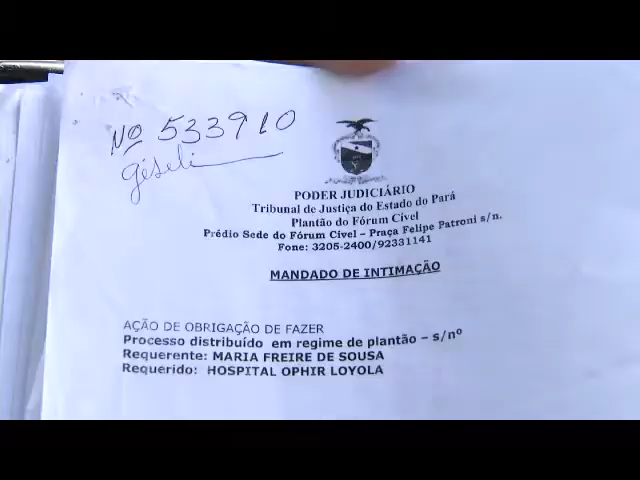 Nº 533910
Giseli
PODER JUDICIÁRIO
Tribunal de Justiça do Estado do Pará
Plantão do Fórum Cível
Prédio Sede do Fórum Cível – Praça Felipe Patroni s/n.
Fone: 3205-2400/92331141
MANDADO DE INTIMAÇÃO
AÇÃO DE OBRIGAÇÃO DE FAZER
Processo distribuído em regime de plantão – s/nº
Requerente: MARIA FREIRE DE SOUSA
Requerido: HOSPITAL OPHIR LOYOLA